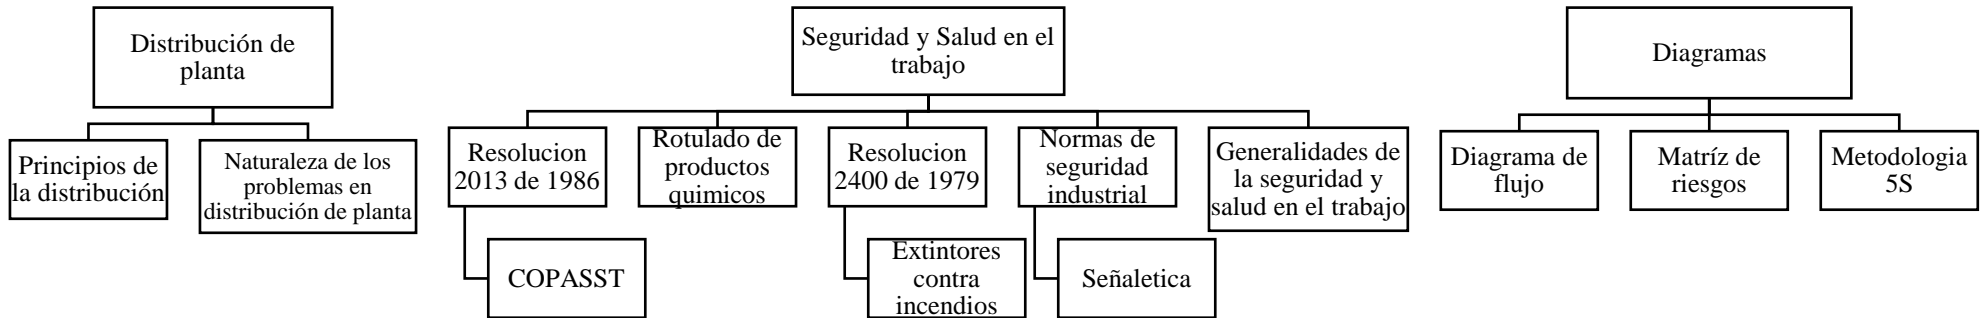 Distribución de
planta
Principios de
la distribución
Naturaleza de los
problemas en
distribución de planta
Seguridad y Salud en el
trabajo
Resolucion
2013 de 1986
COPASST
Rotulado de
productos
quimicos
Resolucion
2400 de 1979
Extintores
contra
incendios
Normas de
seguridad
industrial
Señaletica
Generalidades de
la seguridad y
salud en el trabajo
Diagramas
Diagrama de
flujo
Matríz de
riesgos
Metodologia
5S